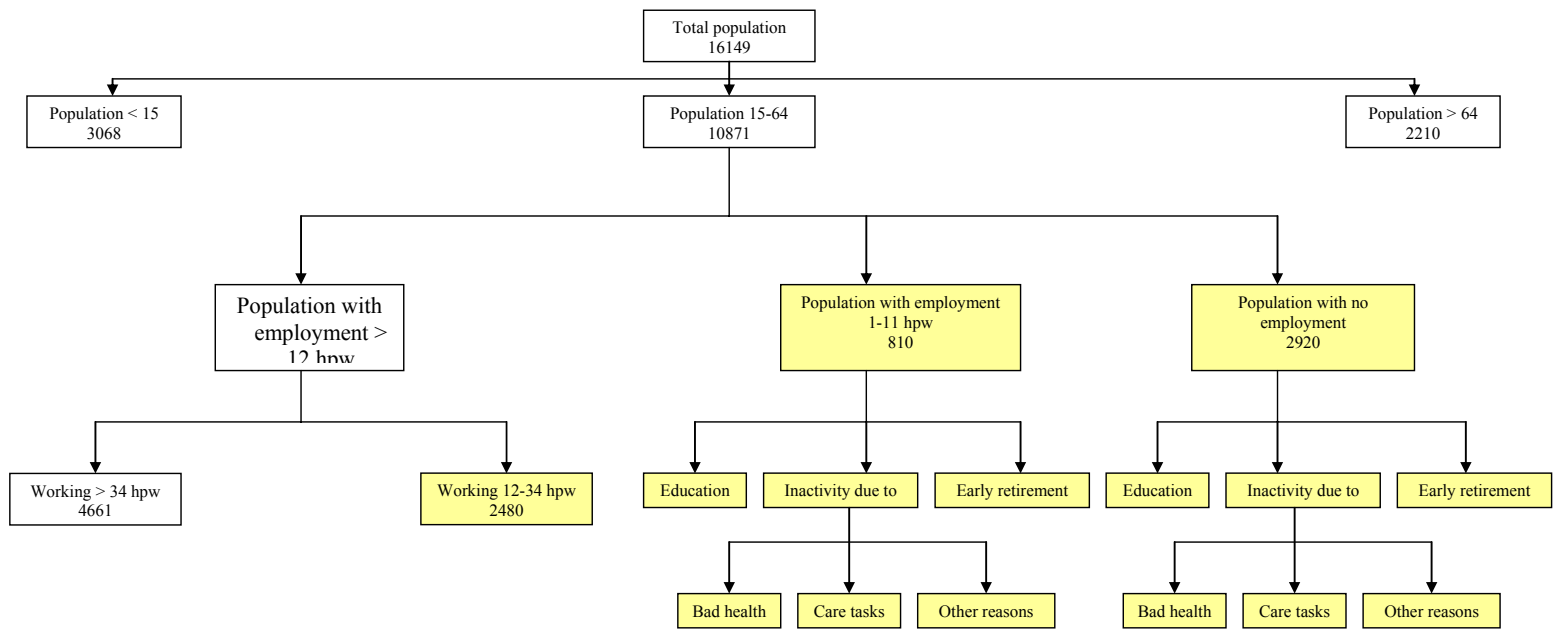 Total population
16149
Population < 15
3068
Population 15-64
10871
Population > 64
2210
Population with
employment >
12 hpw
Population with employment
1-11 hpw
810
Population with no
employment
2920
Working > 34 hpw
4661
Working 12-34 hpw
2480
Education
Inactivity due to
Early retirement
Education
Inactivity due to
Early retirement
Bad health
Care tasks
Other reasons
Bad health
Care tasks
Other reasons